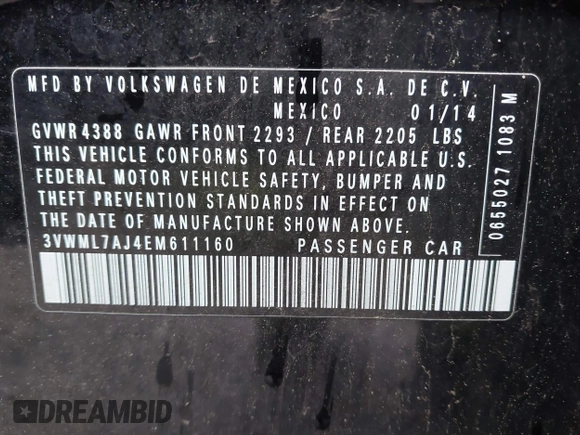 MFD BY VOLKSWAGEN DE MEXICO S.A. DE C.V.
MEXICO 01/14
GVWR 4388 GAWR FRONT 2293 / REAR 2205 LBS
THIS VEHICLE CONFORMS TO ALL APPLICABLE U.S.
FEDERAL MOTOR VEHICLE SAFETY, BUMPER AND
THEFT PREVENTION STANDARDS IN EFFECT ON
THE DATE OF MANUFACTURE SHOWN ABOVE.
3VWML7AJ4EM611160 PASSENGER CAR
0655027 1083 M
DREAMBID